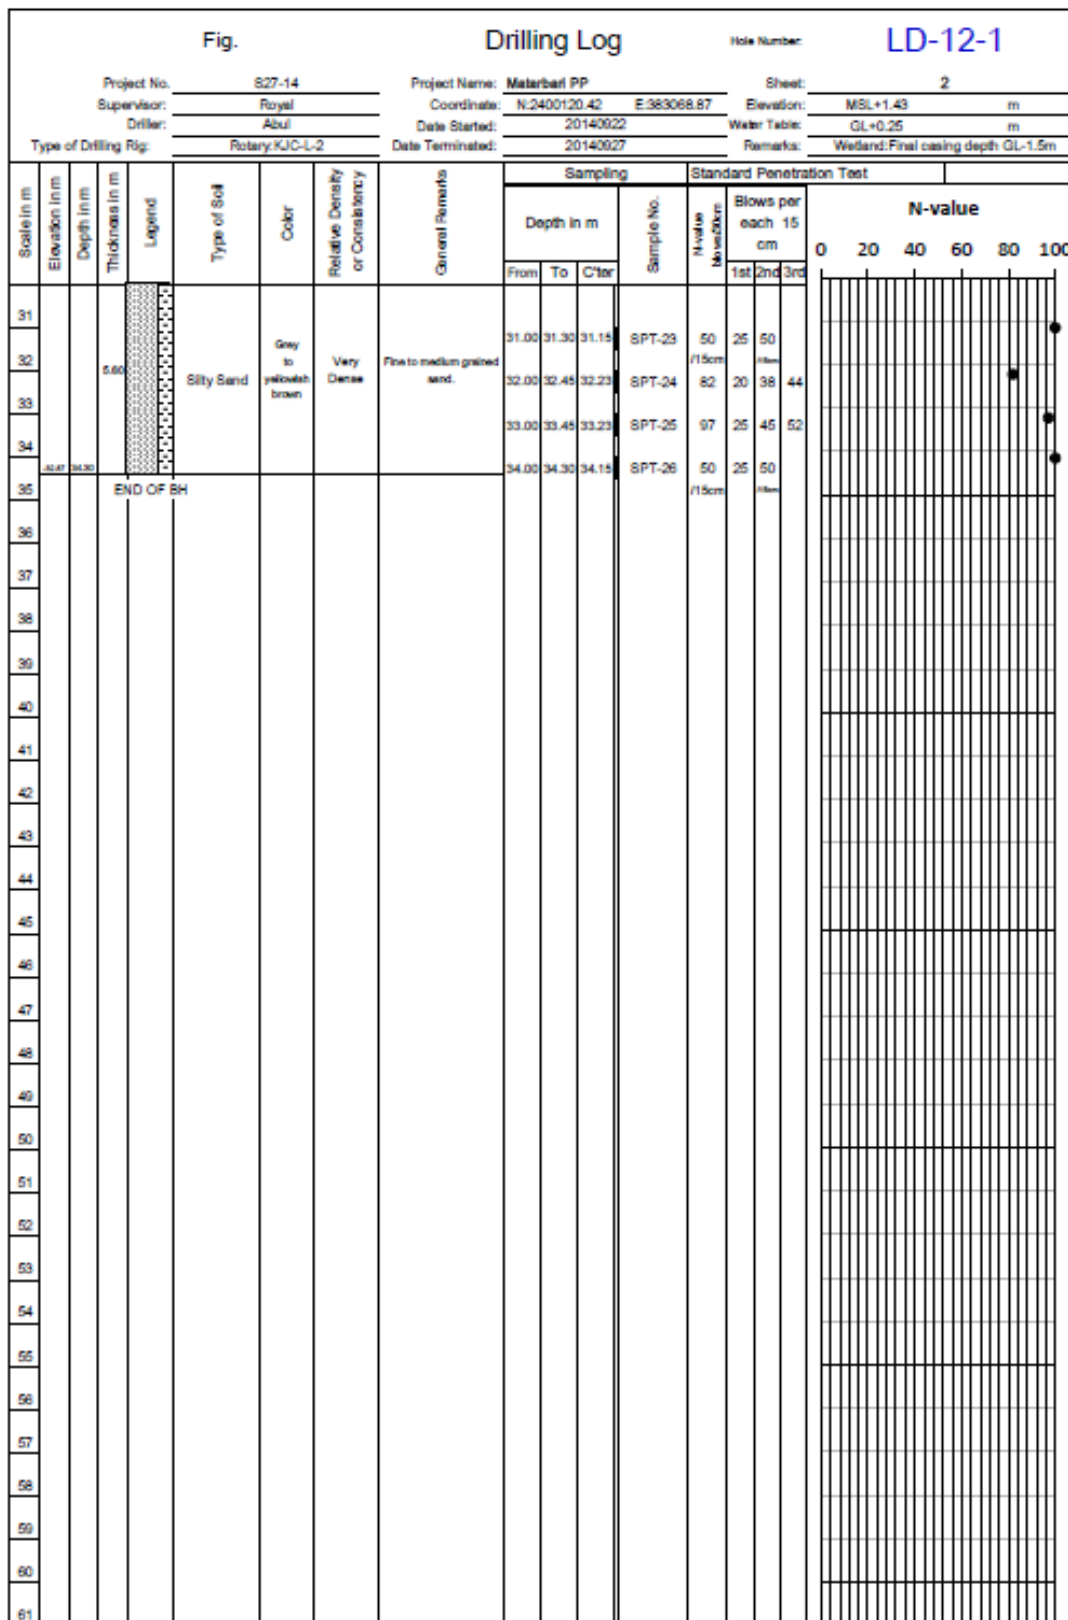 Fig. Drilling Log Hole Number: LD-12-1
Project No. S27-14 Project Name: Matarbari PP Sheet: 2
Supervisor: Royal Coordinate: N:2400120.42 E:383068.87 Elevation: MSL+1.43 m
Driller: Abul Date Started: 20140922 Water Table: GL+0.25 m
Type of Drilling Rig: Rotary:KJC-L-2 Date Terminated: 20140927 Remarks: Wetland:Final casing depth GL-1.5m
Scale in m Elevation in m Depth in m Thickness in m Legend Type of Soil Color Relative Density or Consistency General Remarks Sampling Standard Penetration Test
Depth in m Sample No. N-value Blows per each 15 cm N-value
From To C'ter 1st 2nd 3rd 0 20 40 60 80 100
31
31.00 31.30 31.15 SPT-23 50 25 50
/15cm
32
5.60 Silty Sand Grey to yellowish brown Very Dense Fine to medium grained sand.
32.00 32.45 32.23 SPT-24 82 20 38 44
33
33.00 33.45 33.23 SPT-25 97 25 45 52
34
34.30 34.00 34.30 34.15 SPT-26 50 25 50
/15cm
35 END OF BH
36
37
38
39
40
41
42
43
44
45
46
47
48
49
50
51
52
53
54
55
56
57
58
59
60
61